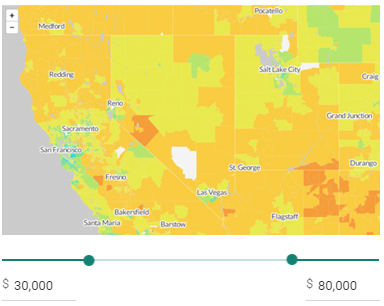 +
Pocatello
Medford
−
Salt Lake City
Redding
Craig
Reno
Grand Junction
Sacramento
San Francisco
Durango
St. George
Fresno
Las Vegas
Bakersfield
Flagstaff
Santa Maria
Barstow
$ 30,000
$ 80,000